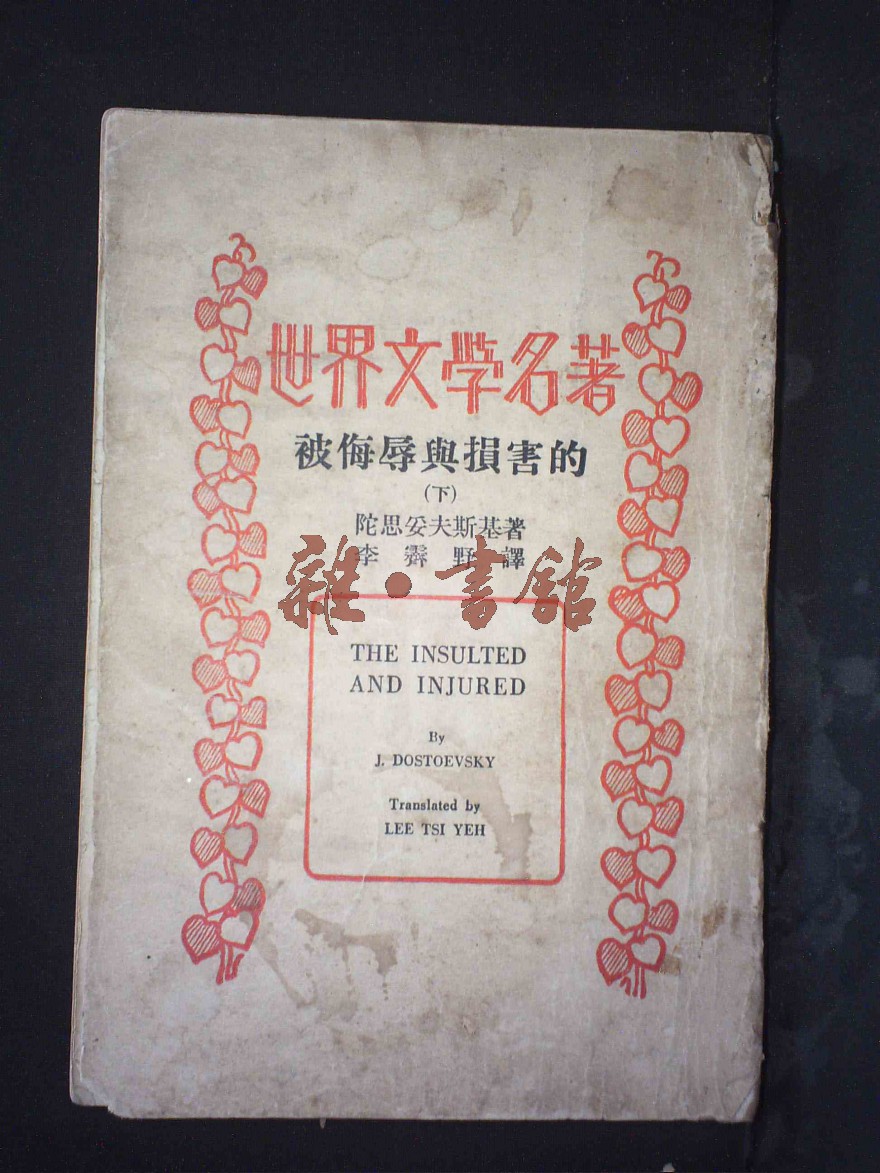 世界文學名著
被侮辱與損害的
(下)
陀思妥夫斯基著
李霽野譯
雜·書館
THE INSULTED
AND INJURED
By
J. DOSTOEVSKY
Translated by
LEE TSI YEH